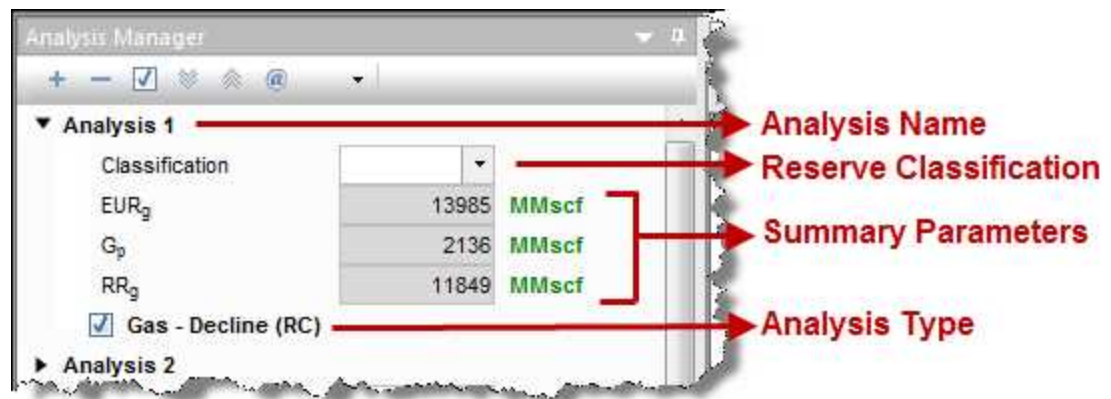 Analysis Manager
@
Analysis 1
Analysis Name
Classification
Reserve Classification
EURg 13985 MMscf
Gp 2136 MMscf
Summary Parameters
RRg 11849 MMscf
Gas - Decline (RC)
Analysis Type
Analysis 2